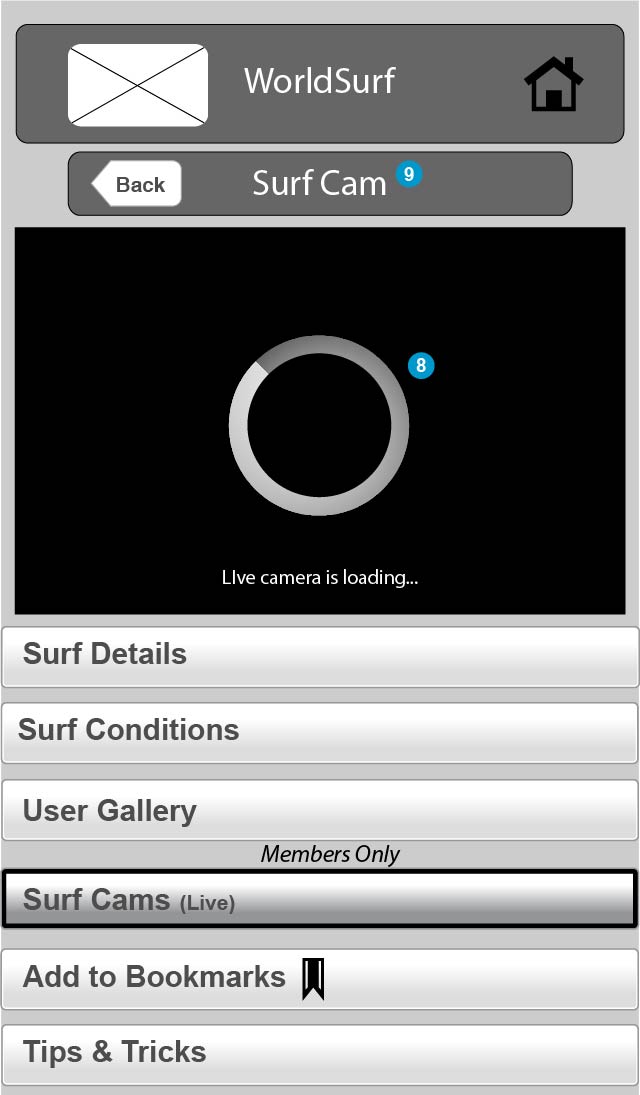 WorldSurf
Back
Surf Cam 9
8
LIve camera is loading...
Surf Details
Surf Conditions
User Gallery
Members Only
Surf Cams (Live)
Add to Bookmarks
Tips & Tricks